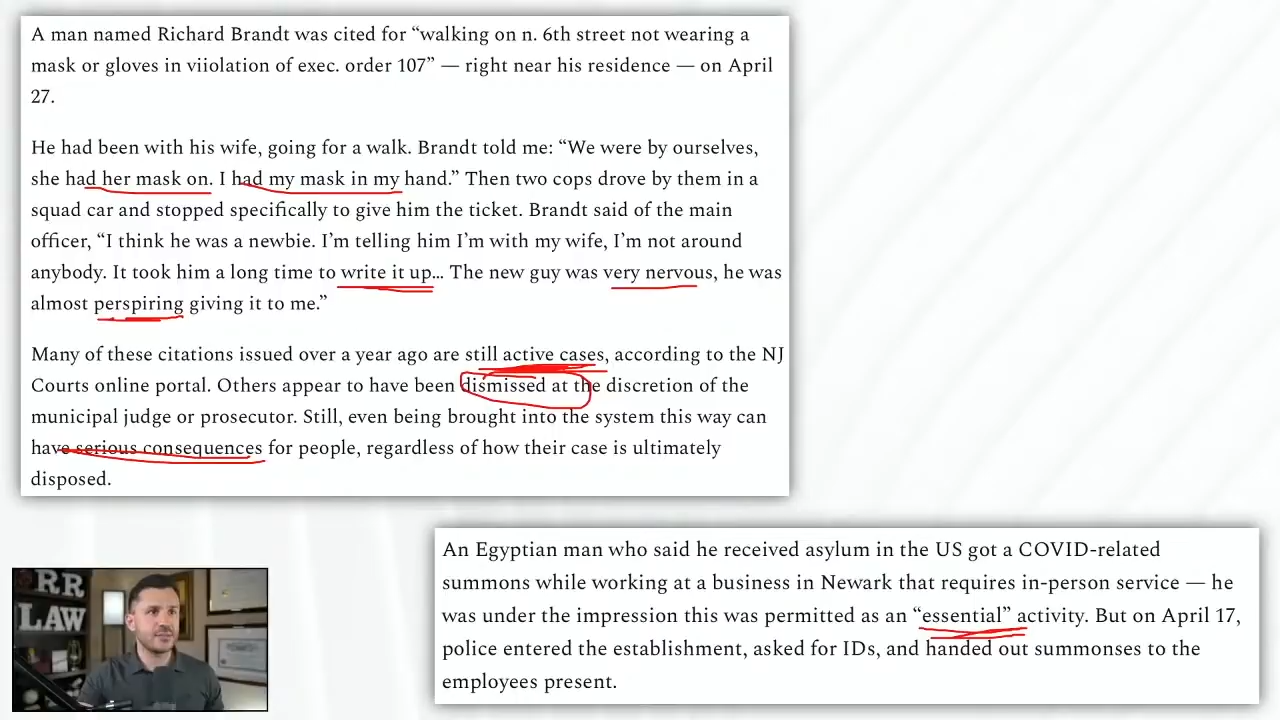 A man named Richard Brandt was cited for “walking on n. 6th street not wearing a
mask or gloves in viiolation of exec. order 107” — right near his residence — on April
27.
He had been with his wife, going for a walk. Brandt told me: “We were by ourselves,
she had her mask on. I had my mask in my hand.” Then two cops drove by them in a
squad car and stopped specifically to give him the ticket. Brandt said of the main
officer, “I think he was a newbie. I’m telling him I’m with my wife, I’m not around
anybody. It took him a long time to write it up... The new guy was very nervous, he was
almost perspiring giving it to me.”
Many of these citations issued over a year ago are still active cases, according to the NJ
Courts online portal. Others appear to have been dismissed at the discretion of the
municipal judge or prosecutor. Still, even being brought into the system this way can
have serious consequences for people, regardless of how their case is ultimately
disposed.
An Egyptian man who said he received asylum in the US got a COVID-related
summons while working at a business in Newark that requires in-person service — he
was under the impression this was permitted as an “essential” activity. But on April 17,
police entered the establishment, asked for IDs, and handed out summonses to the
employees present.
RR
LAW